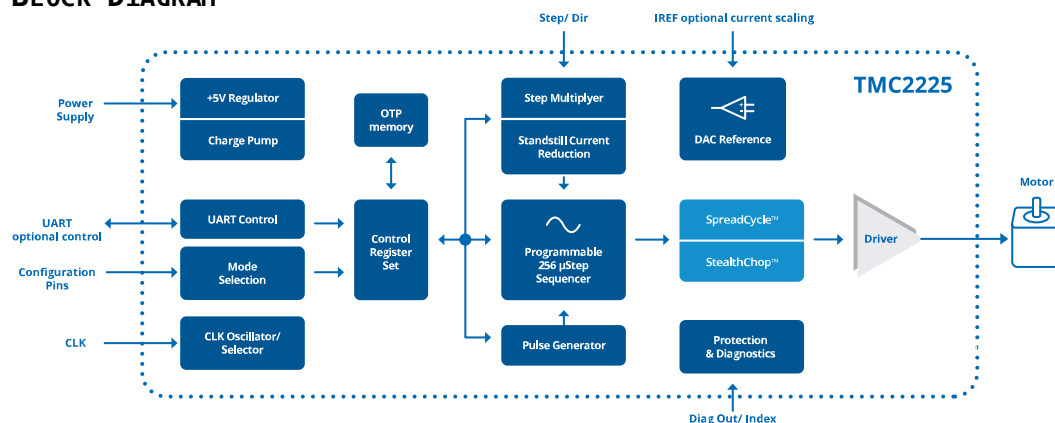 BLOCK DIAGRAM
Step/ Dir
IREF optional current scaling
TMC2225
Power
Supply
+5V Regulator
Charge Pump
OTP
memory
Step Multiplyer
Standstill Current
Reduction
DAC Reference
Motor
UART
optional control
UART Control
Configuration
Pins
Mode
Selection
Control
Register
Set
Programmable
256 µStep
Sequencer
SpreadCycle™
StealthChop™
Driver
CLK
CLK Oscillator/
Selector
Pulse Generator
Protection
& Diagnostics
Diag Out/ Index